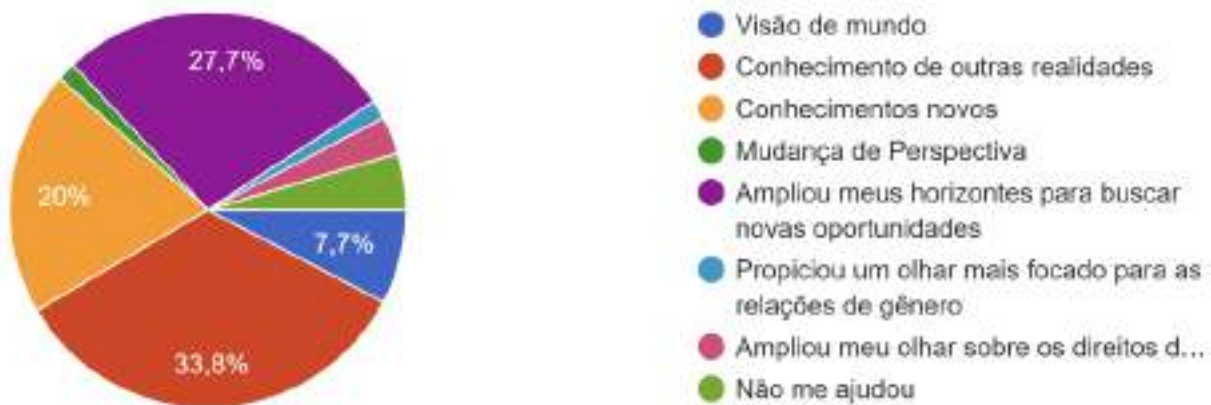 27,7%
20%
7,7%
33,8%
Visão de mundo
Conhecimento de outras realidades
Conhecimentos novos
Mudança de Perspectiva
Ampliou meus horizontes para buscar
novas oportunidades
Propiciou um olhar mais focado para as
relações de gênero
Ampliou meu olhar sobre os direitos d...
Não me ajudou